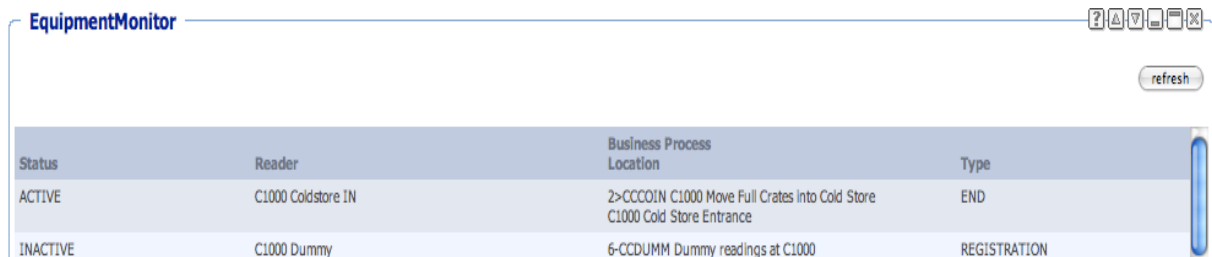 EquipmentMonitor
refresh
Business Process
Status Reader Location Type
ACTIVE C1000 Coldstore IN 2>CCCOIN C1000 Move Full Crates into Cold Store END
C1000 Cold Store Entrance
INACTIVE C1000 Dummy 6-CCDUMM Dummy readings at C1000 REGISTRATION